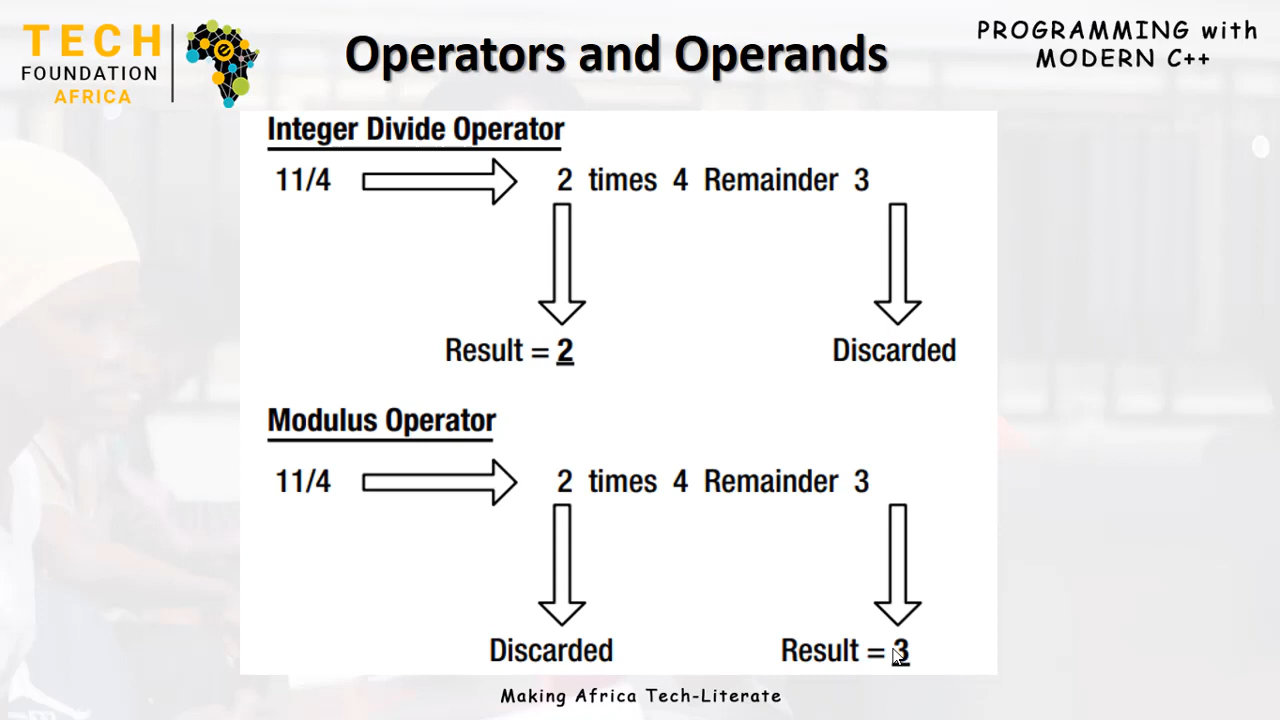 TECH
FOUNDATION
AFRICA
e
Operators and Operands
PROGRAMMING with
MODERN C++
Integer Divide Operator
11/4 2 times 4 Remainder 3
Result = 2 Discarded
Modulus Operator
11/4 2 times 4 Remainder 3
Discarded Result = 3
Making Africa Tech-Literate